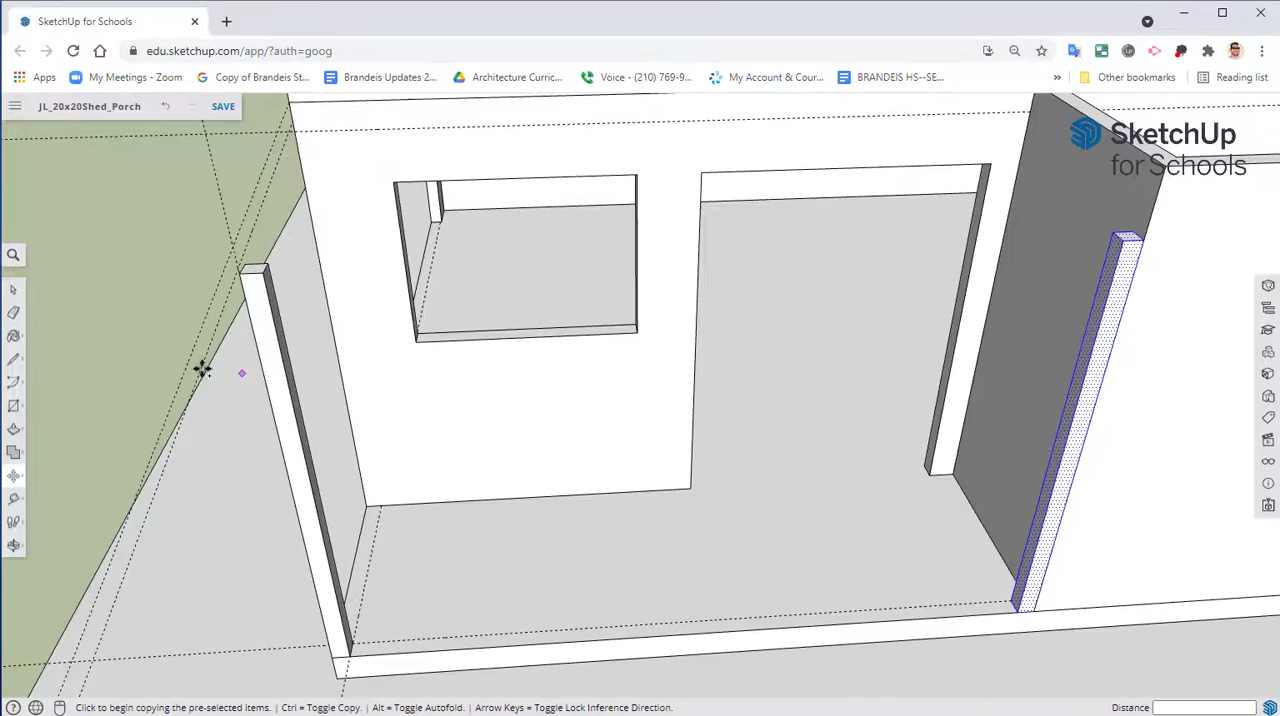 SketchUp for Schools
edu.sketchup.com/app/?auth=goog
Apps
My Meetings - Zoom
Copy of Brandeis St...
Brandeis Updates 2...
Architecture Curric...
Voice - (210) 769-9...
My Account & Cour...
BRANDEIS HS--SE...
»
Other bookmarks
Reading list
JL_20x20Shed_Porch
SAVE
SketchUp
for Schools
Click to begin copying the pre-selected items. | Ctrl = Toggle Copy. | Alt = Toggle Autofold. | Arrow Keys = Toggle Lock Inference Direction.
Distance